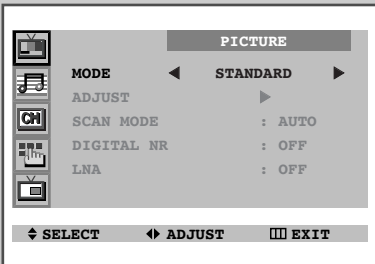 PICTURE
MODE ◀ STANDARD ▶
ADJUST ▶
SCAN MODE : AUTO
DIGITAL NR : OFF
LNA : OFF
CH
SELECT ADJUST EXIT